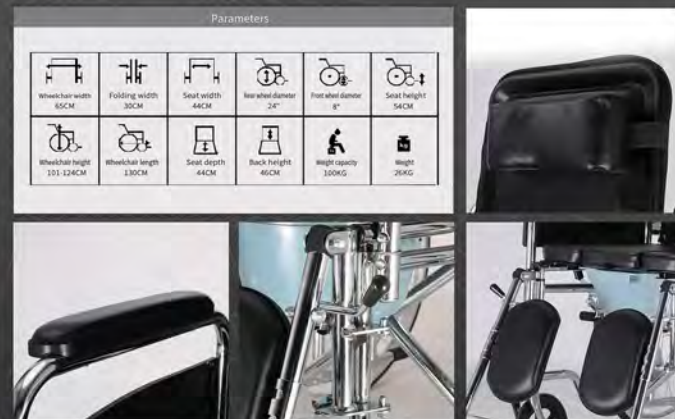 Parameters
Wheelchair width
65CM
Folding width
30CM
Seat width
44CM
Rear wheel diameter
24"
Front wheel diameter
8"
Seat height
54CM
Wheelchair height
101-124CM
Wheelchair length
130CM
Seat depth
44CM
Back height
46CM
Weight capacity
100KG
kg
Weight
26KG